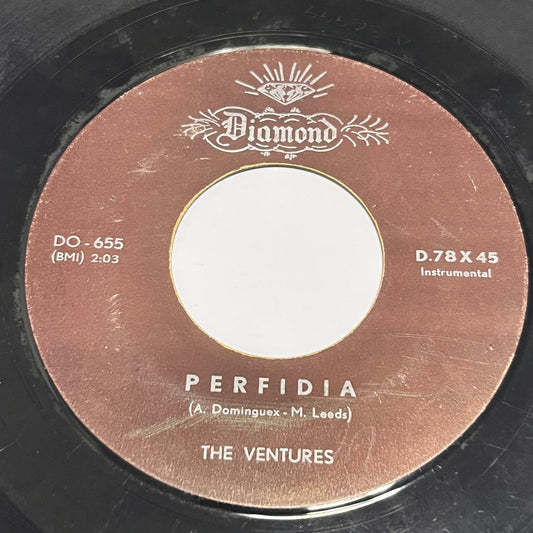 Diamond
DO - 655
(BMI) 2:03
D.78 X 45
Instrumental
PERFIDIA
(A. Dominguex - M. Leeds)
THE VENTURES